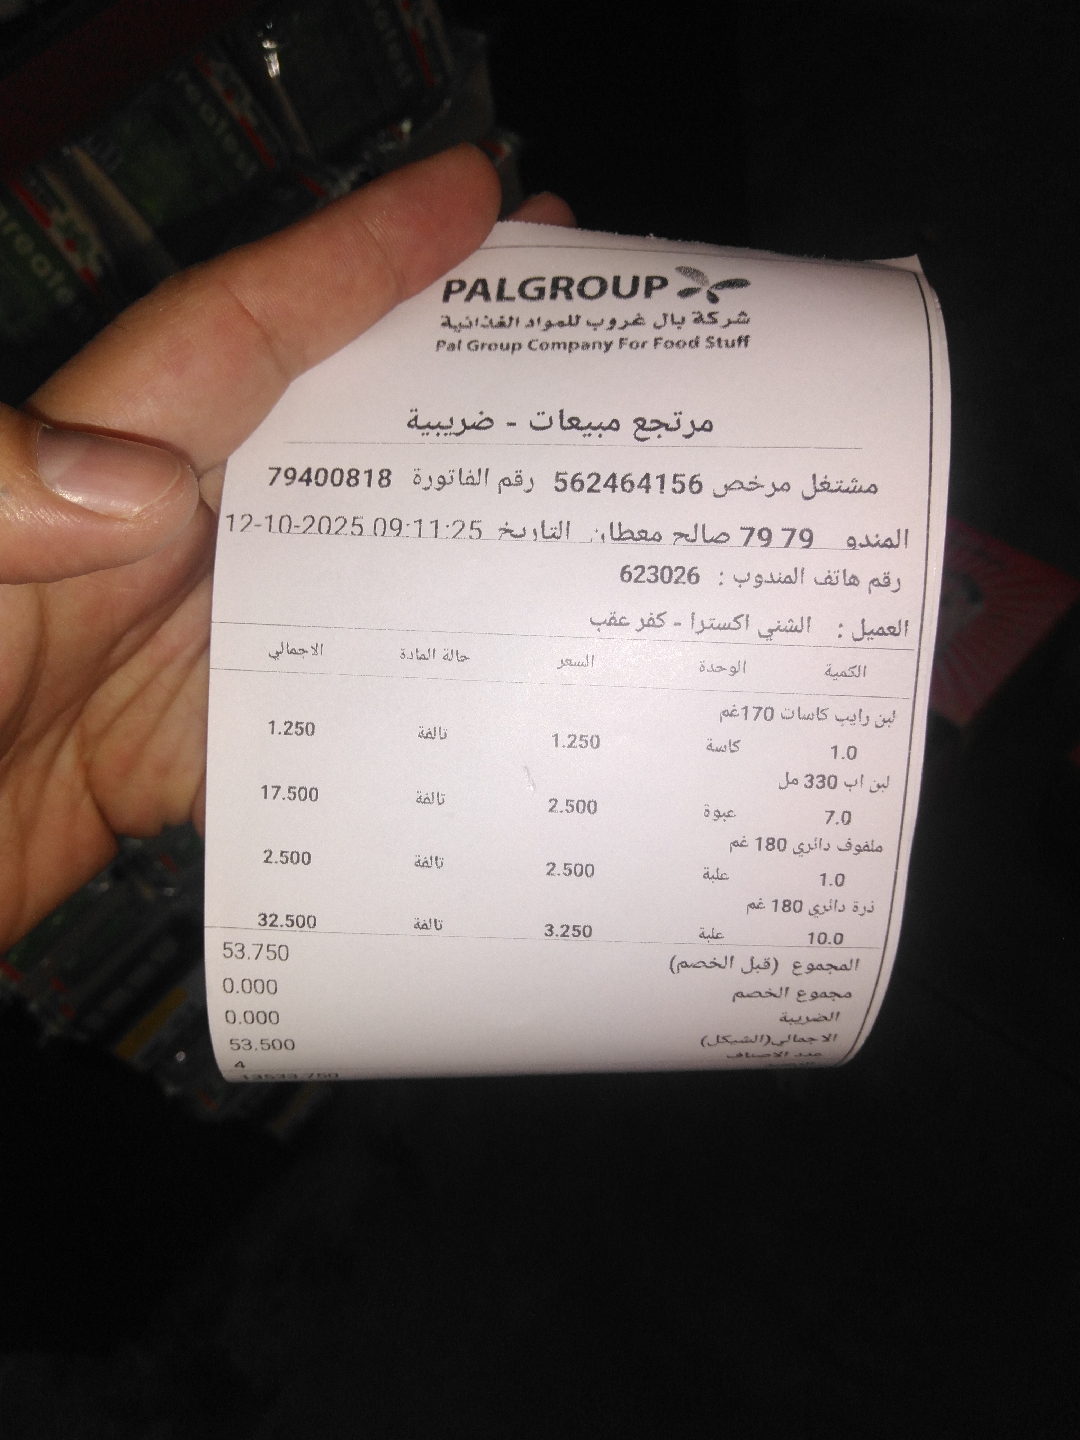 PALGROUP
شركة بال غروب للمواد الغذائية
Pal Group Company For Food Stuff
مرتجع مبيعات - ضريبية
مشتغل مرخص 562464156 رقم الفاتورة 79400818
المندو 79 79 صالح معطان التاريخ 12-10-2025 09:11:25
رقم هاتف المندوب : 623026
العميل : الشني اكسترا - كفر عقب
الكمية الوحدة السعر حالة المادة الاجمالي
لبن رايب كاسات 170غم
1.0 كاسة 1.250 تالفة 1.250
لبن اب 330 مل
7.0 عبوة 2.500 تالفة 17.500
ملفوف دائري 180 غم
1.0 علبة 2.500 تالفة 2.500
ذرة دائري 180 غم
10.0 علبة 3.250 تالفة 32.500
المجموع (قبل الخصم) 53.750
مجموع الخصم 0.000
الضريبة 0.000
الاجمالي(الشيكل) 53.500
عدد الاصناف 4